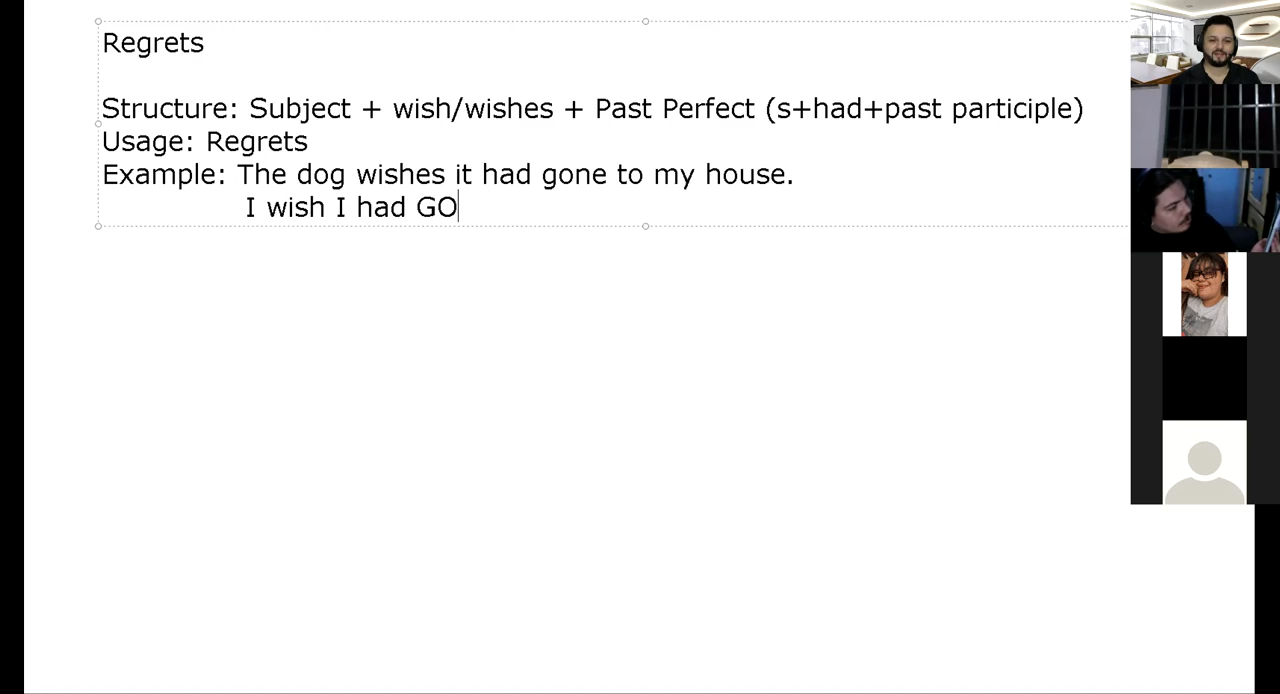 Regrets
Structure: Subject + wish/wishes + Past Perfect (s+had+past participle)
Usage: Regrets
Example: The dog wishes it had gone to my house.
I wish I had GO